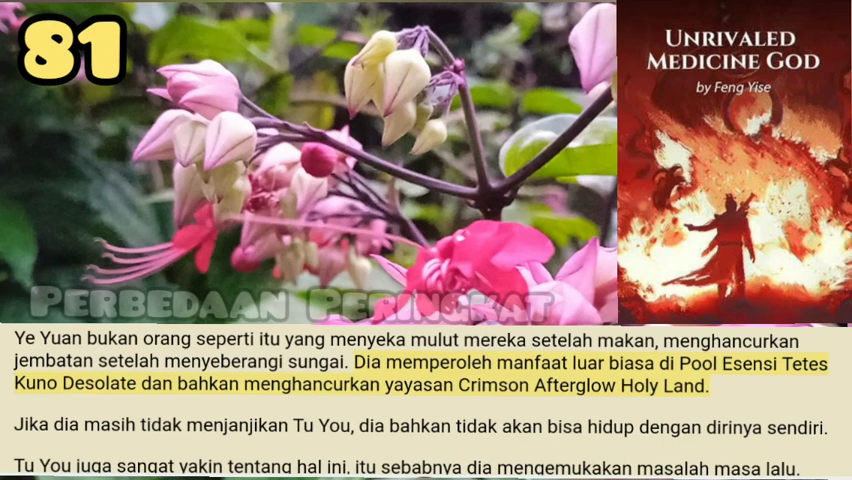 81
UNRIVALED
MEDICINE GOD
by Feng Yise
PERBEDAAN PERINGKAT
Ye Yuan bukan orang seperti itu yang menyeka mulut mereka setelah makan, menghancurkan
jembatan setelah menyeberangi sungai. Dia memperoleh manfaat luar biasa di Pool Esensi Tetes
Kuno Desolate dan bahkan menghancurkan yayasan Crimson Afterglow Holy Land.
Jika dia masih tidak menjanjikan Tu You, dia bahkan tidak akan bisa hidup dengan dirinya sendiri.
Tu You juga sangat yakin tentang hal ini, itu sebabnya dia mengemukakan masalah masa lalu.